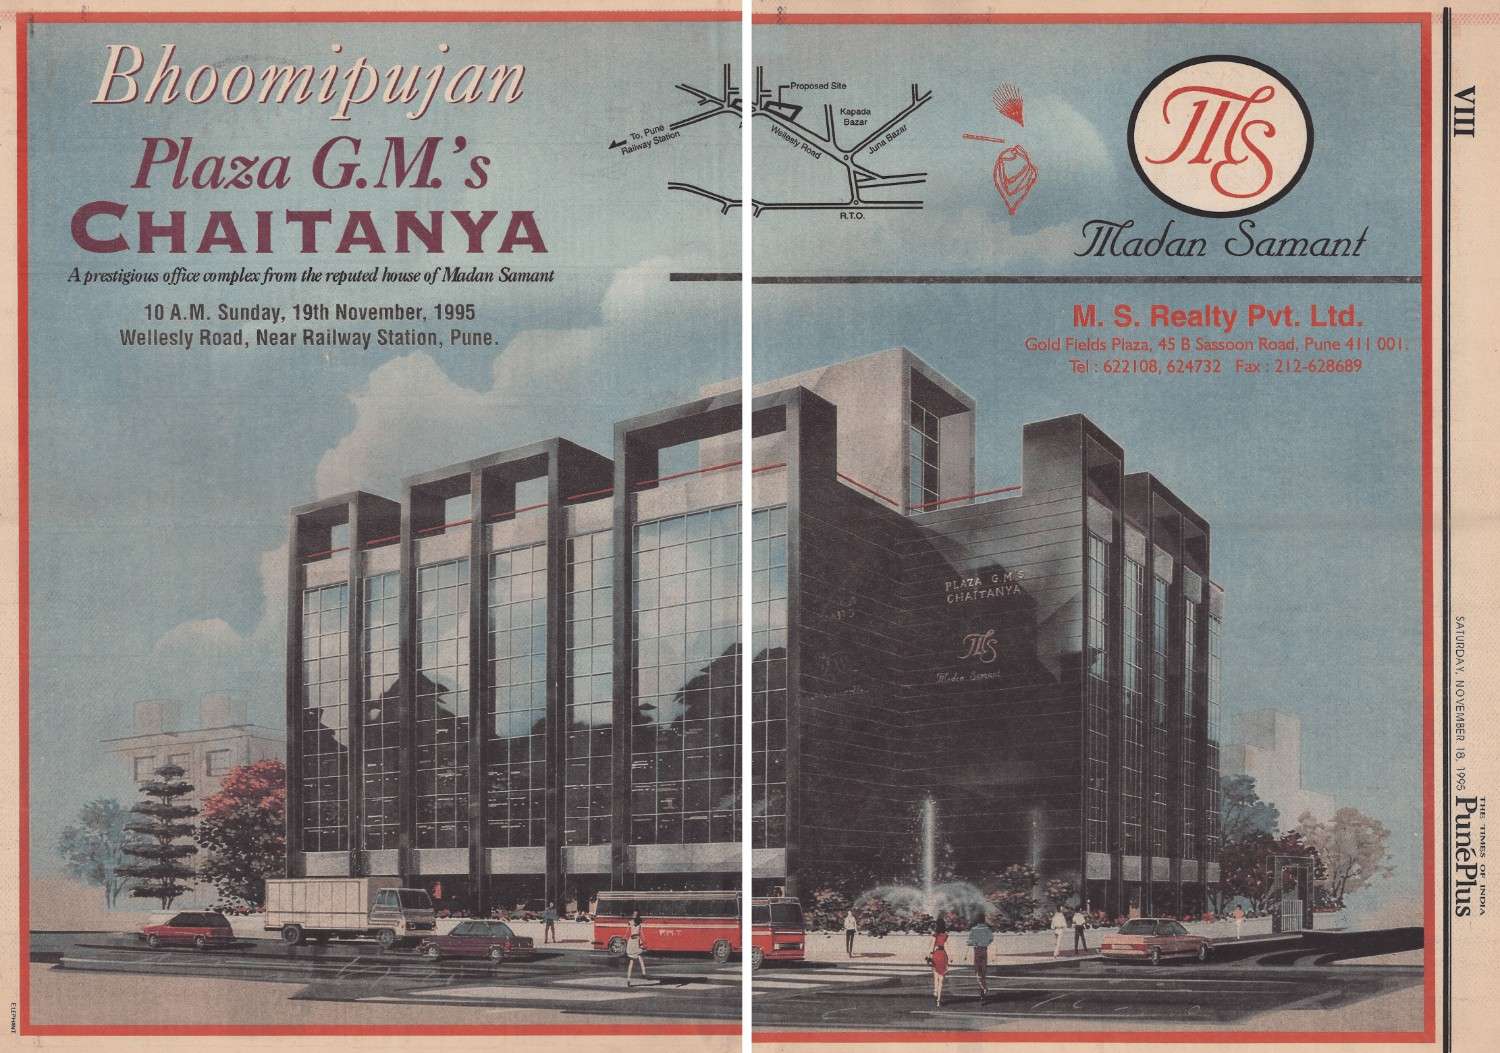 Bhoomipujan
Plaza G.M.'s
CHAITANYA
A prestigious office complex from the reputed house of Madan Samant
10 A.M. Sunday, 19th November, 1995
Wellesly Road, Near Railway Station, Pune.
To, Pune
Railway Station
Proposed Site
Wellesly Road
Kapada
Bazar
Juna Bazar
R.T.O.
MS
Madan Samant
M. S. Realty Pvt. Ltd.
Gold Fields Plaza, 45 B Sassoon Road, Pune 411 001.
Tel : 622108, 624732 Fax : 212-628689
PLAZA G.M'S
CHAITANYA
MS
Madan Samant
P.M.T.
ELEPHANT
VIII
SATURDAY, NOVEMBER 18, 1995
THE TIMES OF INDIA
PunéPlus